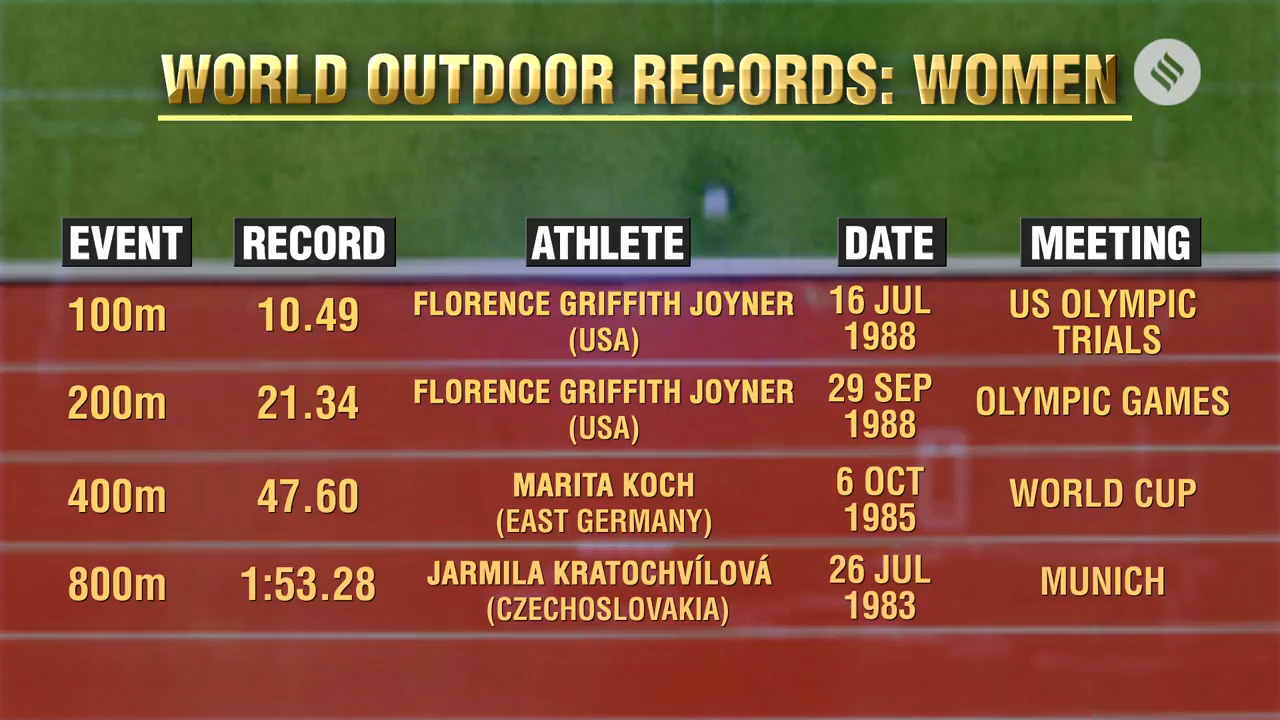 WORLD OUTDOOR RECORDS: WOMEN
EVENT RECORD ATHLETE DATE MEETING
100m 10.49 FLORENCE GRIFFITH JOYNER (USA) 16 JUL 1988 US OLYMPIC TRIALS
200m 21.34 FLORENCE GRIFFITH JOYNER (USA) 29 SEP 1988 OLYMPIC GAMES
400m 47.60 MARITA KOCH (EAST GERMANY) 6 OCT 1985 WORLD CUP
800m 1:53.28 JARMILA KRATOCHVÍLOVÁ (CZECHOSLOVAKIA) 26 JUL 1983 MUNICH